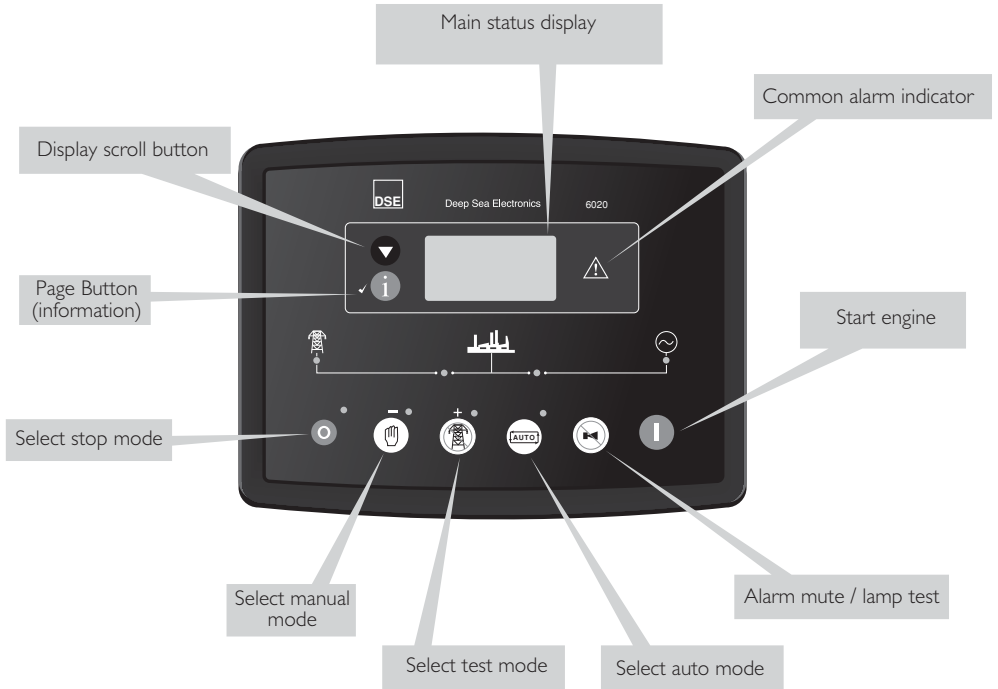 Main status display
Common alarm indicator
Display scroll button
DSE
Deep Sea Electronics
6020
i
Page Button
(information)
Start engine
Select stop mode
O
− +
AUTO
I
Select manual
mode
Alarm mute / lamp test
Select test mode
Select auto mode